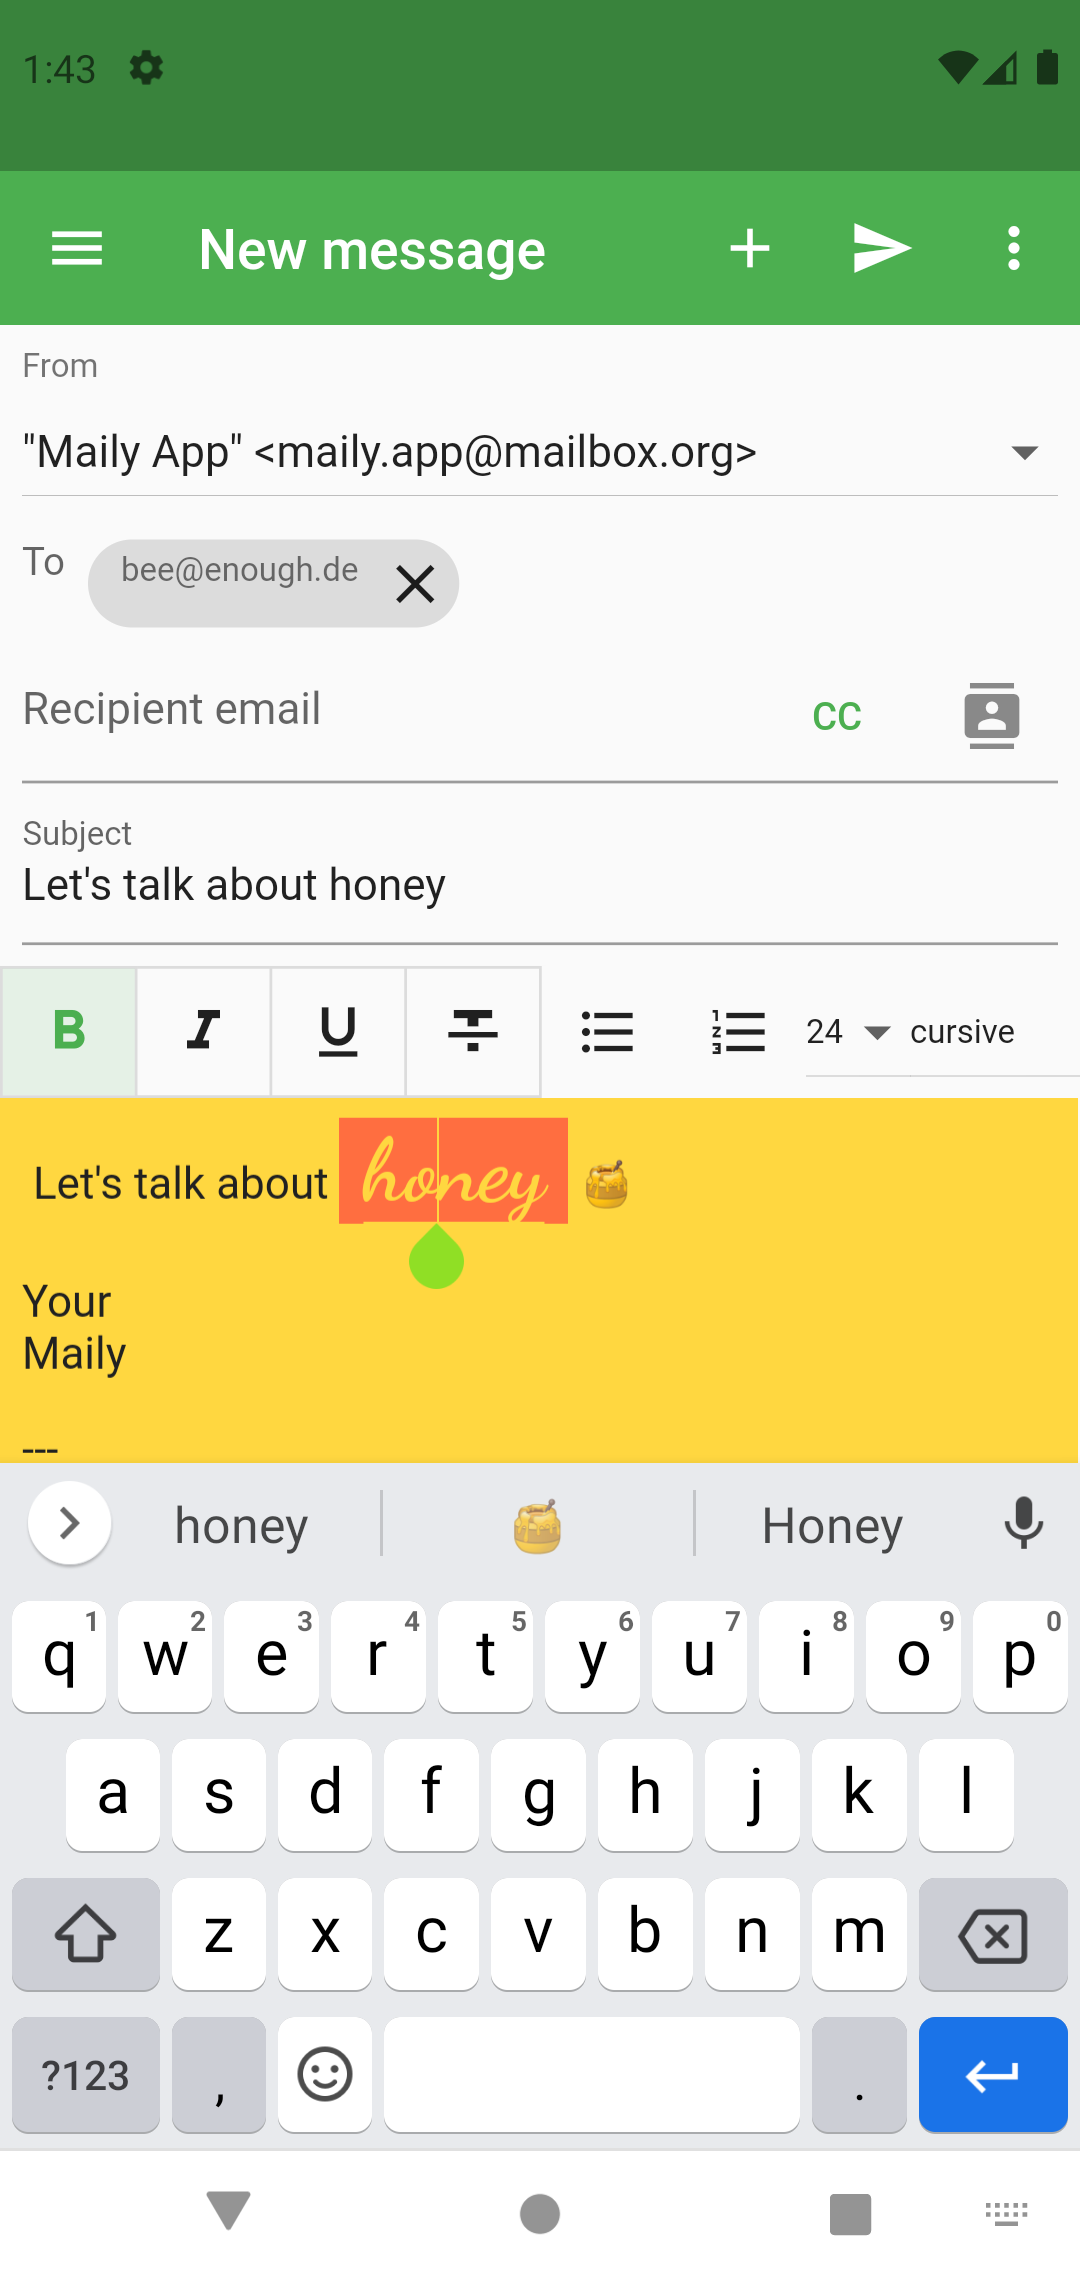 1:43
New message
From
"Maily App" <maily.app@mailbox.org>
To bee@enough.de
Recipient email CC
Subject
Let's talk about honey
B I U T 24 cursive
Let's talk about honey 🍯
Your
Maily
---
honey 🍯 Honey
q1 w2 e3 r4 t5 y6 u7 i8 o9 p0
a s d f g h j k l
z x c v b n m
?123 , .